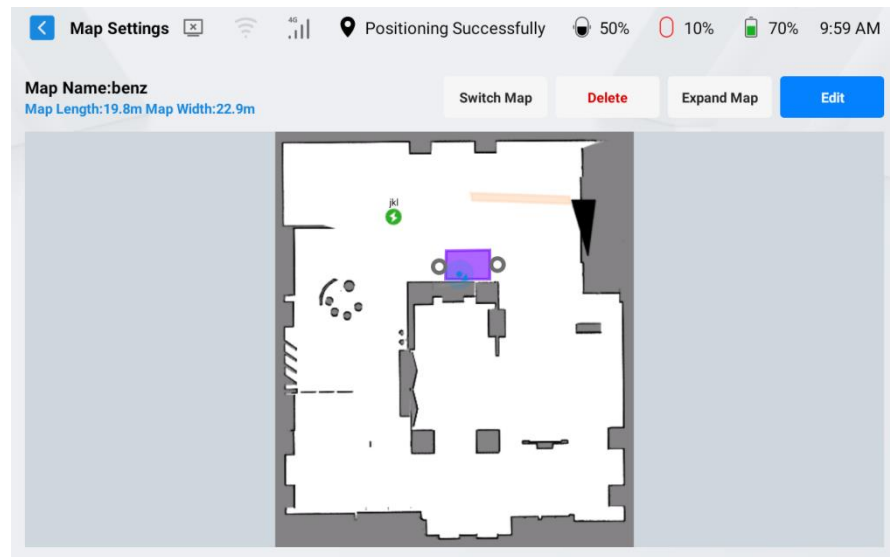 Map Settings 4G Positioning Successfully 50% 10% 70% 9:59 AM
Map Name:benz
Map Length:19.8m Map Width:22.9m
Switch Map Delete Expand Map Edit
jkl